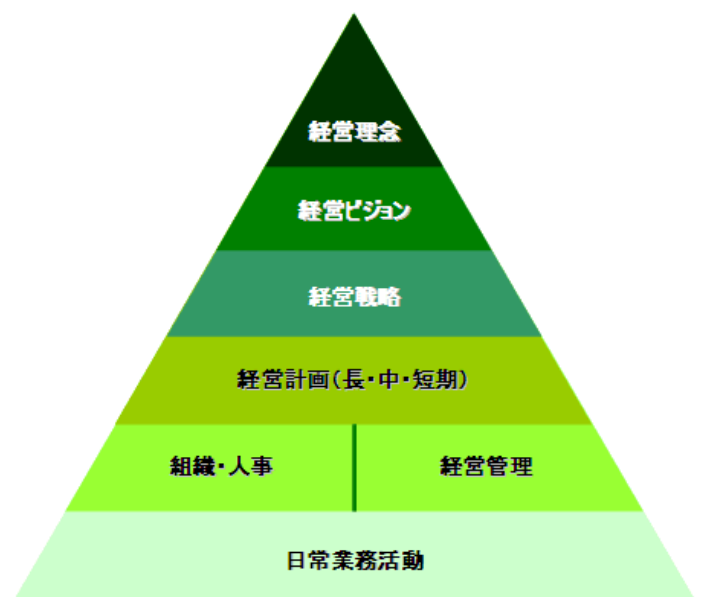 経営理念
経営ビジョン
経営戦略
経営計画(長・中・短期)
組織・人事
経営管理
日常業務活動